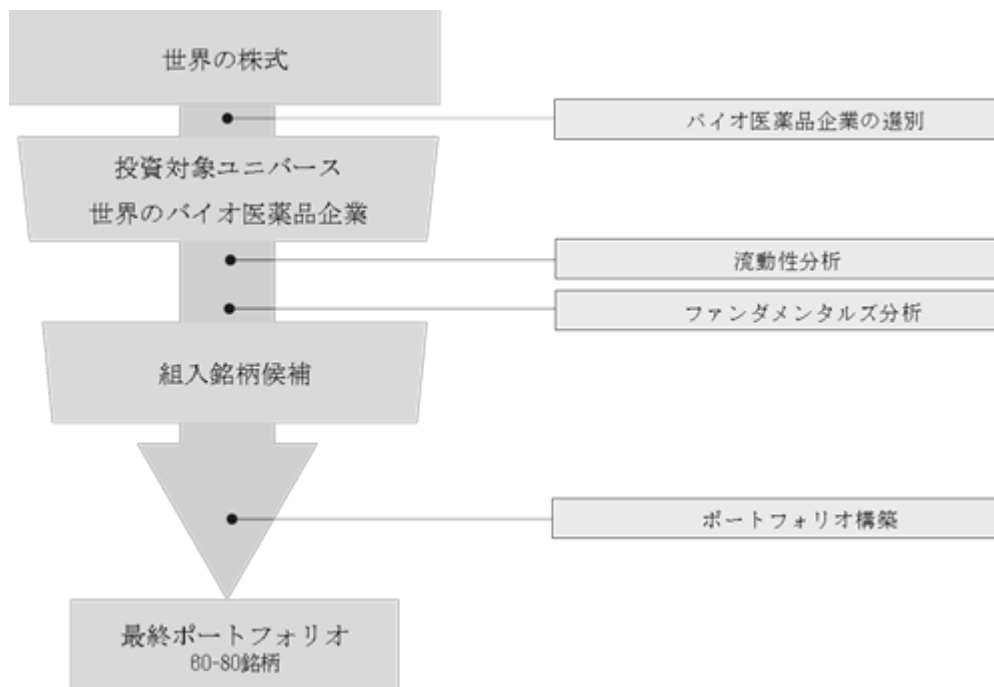 世界の株式
バイオ医薬品企業の選別
投資対象ユニバース
世界のバイオ医薬品企業
流動性分析
ファンダメンタルズ分析
組入銘柄候補
ポートフォリオ構築
最終ポートフォリオ
60-80銘柄